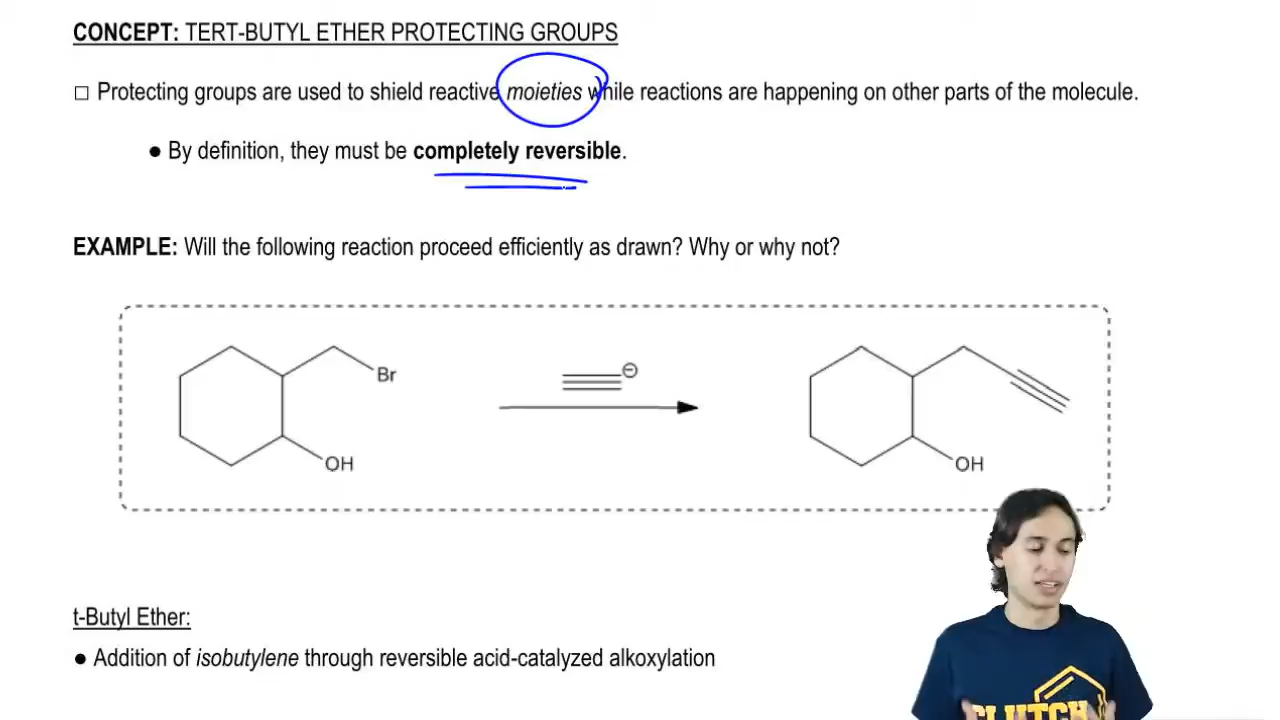 CONCEPT: TERT-BUTYL ETHER PROTECTING GROUPS
□ Protecting groups are used to shield reactive moieties while reactions are happening on other parts of the molecule.
● By definition, they must be completely reversible.
EXAMPLE: Will the following reaction proceed efficiently as drawn? Why or why not?
Br
OH
⊖
OH
t-Butyl Ether:
● Addition of isobutylene through reversible acid-catalyzed alkoxylation
CLUTCH